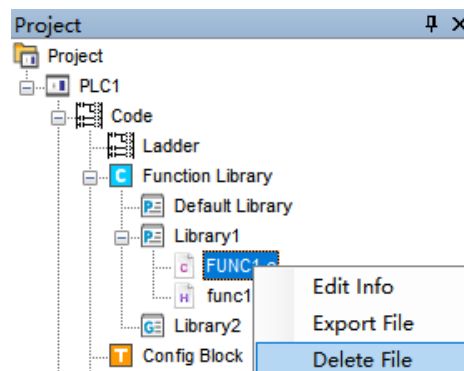 Project
Project
PLC1
Code
Ladder
Function Library
Default Library
Library1
FUNC1.c
func1
Library2
Config Block
Edit Info
Export File
Delete File